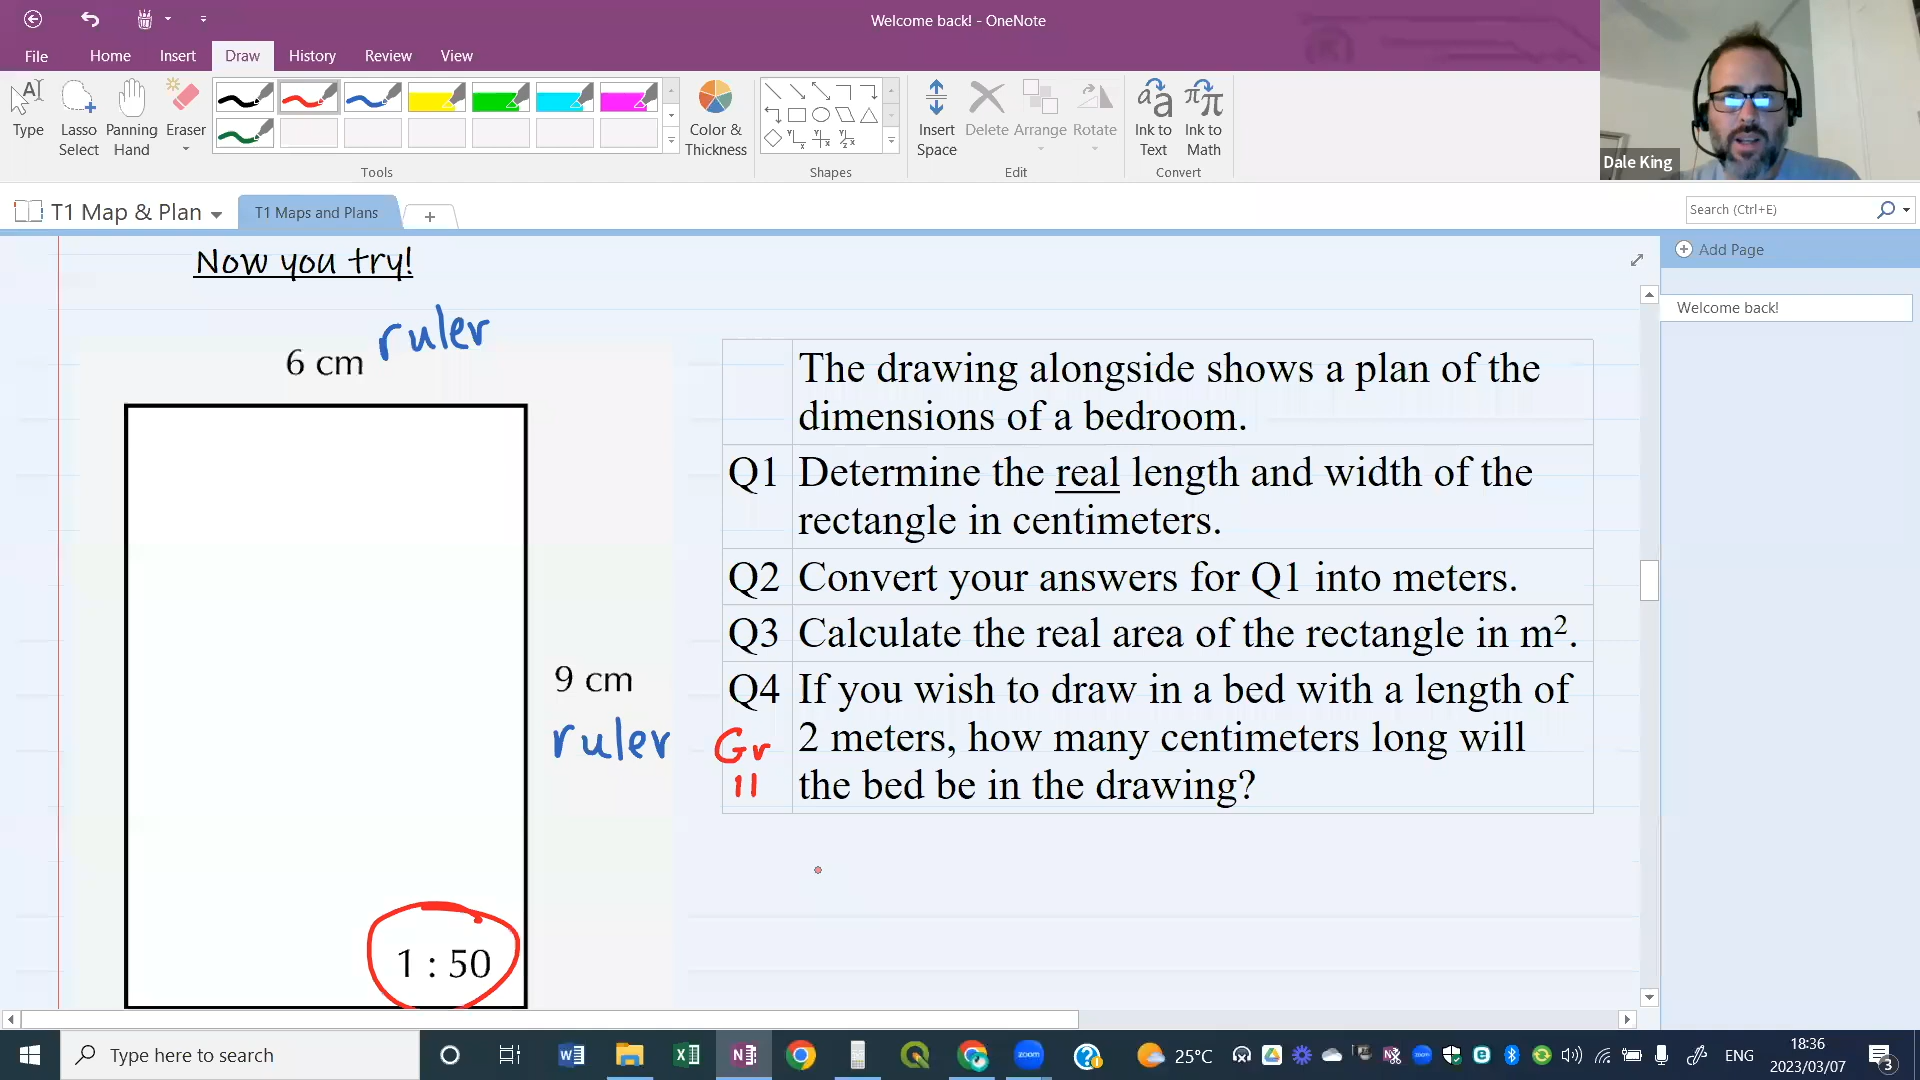 Welcome back! - OneNote
File Home Insert Draw History Review View
Type
Lasso Select
Panning Hand
Eraser
Color & Thickness
Insert Space
Delete
Arrange
Rotate
Ink to Text
Ink to Math
Tools
Shapes
Edit
Convert
Dale King
T1 Map & Plan
T1 Maps and Plans
Search (Ctrl+E)
Add Page
Welcome back!
Now you try!
6 cm ruler
9 cm
ruler
1 : 50
The drawing alongside shows a plan of the
dimensions of a bedroom.
Q1 Determine the real length and width of the
rectangle in centimeters.
Q2 Convert your answers for Q1 into meters.
Q3 Calculate the real area of the rectangle in m².
Q4 If you wish to draw in a bed with a length of
Gr 2 meters, how many centimeters long will
11 the bed be in the drawing?
Type here to search
25°C
ENG
18:36
2023/03/07
3